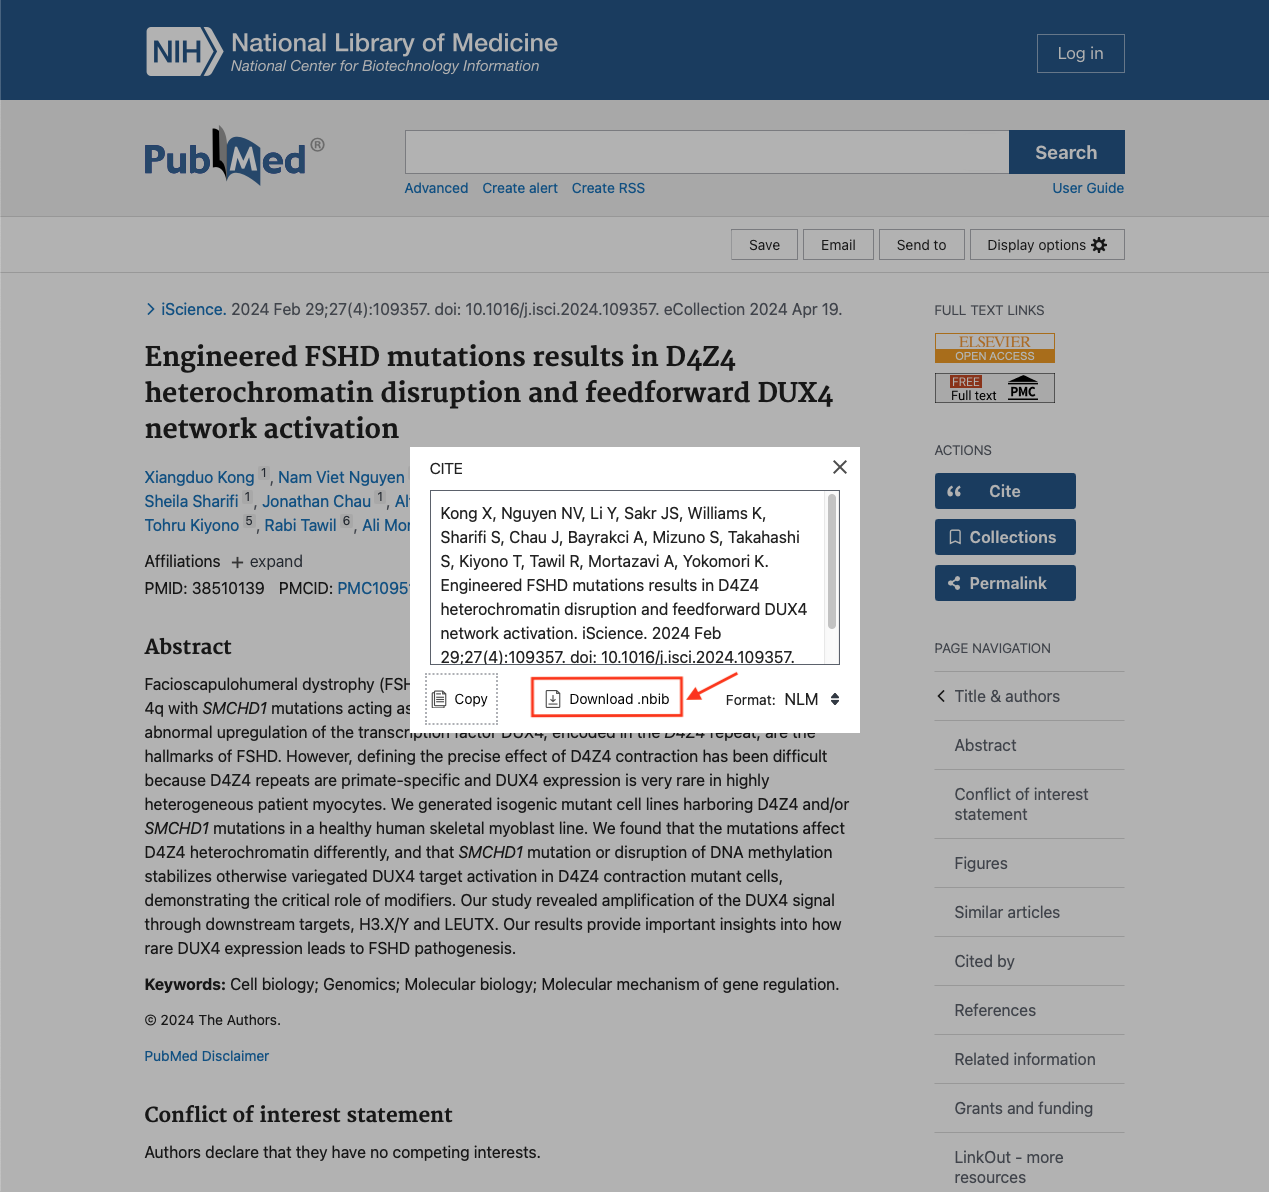 NIH National Library of Medicine
National Center for Biotechnology Information
Log in
PubMed®
Search
Advanced Create alert Create RSS
User Guide
Save Email Send to Display options
iScience. 2024 Feb 29;27(4):109357. doi: 10.1016/j.isci.2024.109357. eCollection 2024 Apr 19.
Engineered FSHD mutations results in D4Z4
heterochromatin disruption and feedforward DUX4
network activation
Xiangduo Kong 1, Nam Viet Nguyen
Sheila Sharifi 1, Jonathan Chau 1,
Tohru Kiyono 5, Rabi Tawil 6, Ali
Affiliations + expand
PMID: 38510139 PMCID:
Abstract
Facioscapulohumeral dystrophy
4q with SMCHD1 mutations acting as
abnormal upregulation of the transcription factor DUX4, encoded in the D4Z4 repeat, are the
hallmarks of FSHD. However, defining the precise effect of D4Z4 contraction has been difficult
because D4Z4 repeats are primate-specific and DUX4 expression is very rare in highly
heterogeneous patient myocytes. We generated isogenic mutant cell lines harboring D4Z4 and/or
SMCHD1 mutations in a healthy human skeletal myoblast line. We found that the mutations affect
D4Z4 heterochromatin differently, and that SMCHD1 mutation or disruption of DNA methylation
stabilizes otherwise variegated DUX4 target activation in D4Z4 contraction mutant cells,
demonstrating the critical role of modifiers. Our study revealed amplification of the DUX4 signal
through downstream targets, H3.X/Y and LEUTX. Our results provide important insights into how
rare DUX4 expression leads to FSHD pathogenesis.
Keywords: Cell biology; Genomics; Molecular biology; Molecular mechanism of gene regulation.
© 2024 The Authors.
PubMed Disclaimer
Conflict of interest statement
Authors declare that they have no competing interests.
CITE
Kong X, Nguyen NV, Li Y, Sakr JS, Williams K,
Sharifi S, Chau J, Bayrakci A, Mizuno S, Takahashi
S, Kiyono T, Tawil R, Mortazavi A, Yokomori K.
Engineered FSHD mutations results in D4Z4
heterochromatin disruption and feedforward DUX4
network activation. iScience. 2024 Feb
29;27(4):109357. doi: 10.1016/j.isci.2024.109357.
Copy
Download .nbib
Format: NLM
FULL TEXT LINKS
ELSEVIER
OPEN ACCESS
FREE
Full text PMC
ACTIONS
Cite
Collections
Permalink
PAGE NAVIGATION
Title & authors
Abstract
Conflict of interest
statement
Figures
Similar articles
Cited by
References
Related information
Grants and funding
LinkOut - more
resources